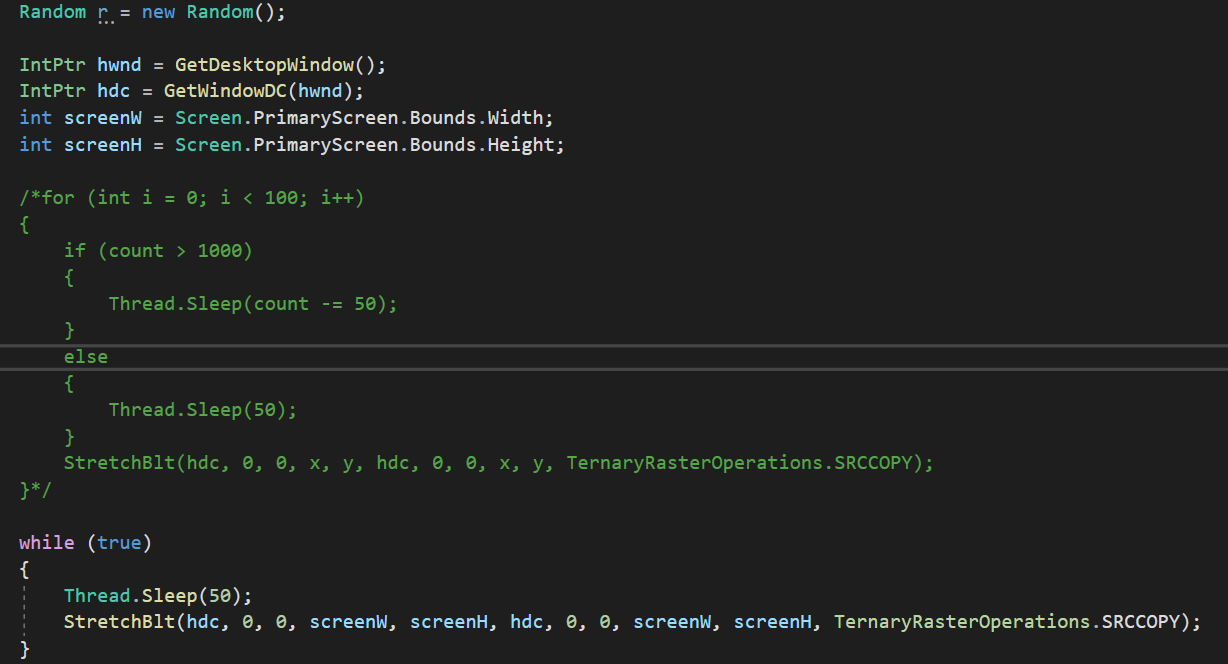 Random r = new Random();
IntPtr hwnd = GetDesktopWindow();
IntPtr hdc = GetWindowDC(hwnd);
int screenW = Screen.PrimaryScreen.Bounds.Width;
int screenH = Screen.PrimaryScreen.Bounds.Height;
/*for (int i = 0; i < 100; i++)
{
    if (count > 1000)
    {
        Thread.Sleep(count -= 50);
    }
    else
    {
        Thread.Sleep(50);
    }
    StretchBlt(hdc, 0, 0, x, y, hdc, 0, 0, x, y, TernaryRasterOperations.SRCCOPY);
}*/
while (true)
{
    Thread.Sleep(50);
    StretchBlt(hdc, 0, 0, screenW, screenH, hdc, 0, 0, screenW, screenH, TernaryRasterOperations.SRCCOPY);
}